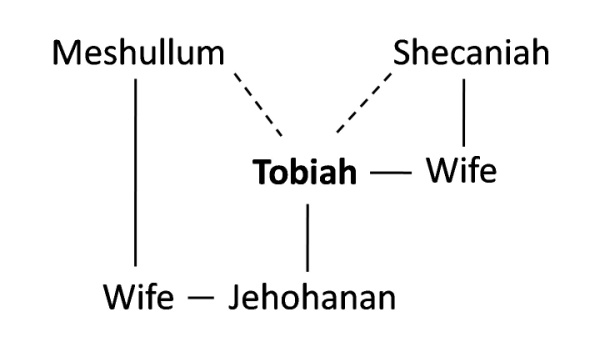 Meshullum Shecaniah
Tobiah — Wife
Wife — Jehohanan